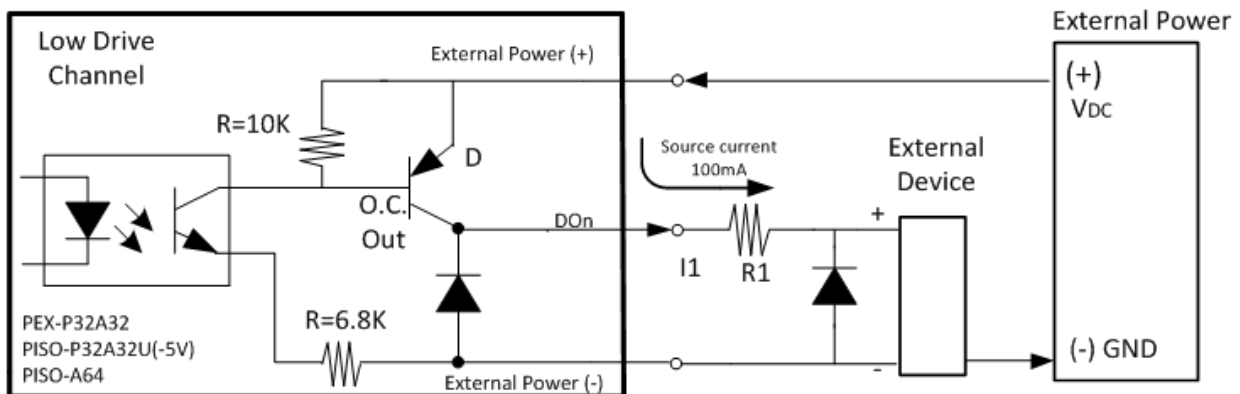 Low Drive
Channel
External Power (+)
R=10K
D
O.C.
Out
DOn
R=6.8K
External Power (-)
PEX-P32A32
PISO-P32A32U(-5V)
PISO-A64
Source current
100mA
I1
R1
External
Device
+
-
External Power
(+)
VDC
(-) GND